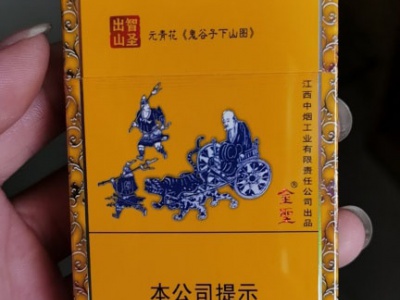 智圣出山
元青花《鬼谷子下山图》
江西中烟工业有限责任公司出品
金圣®
本公司提示